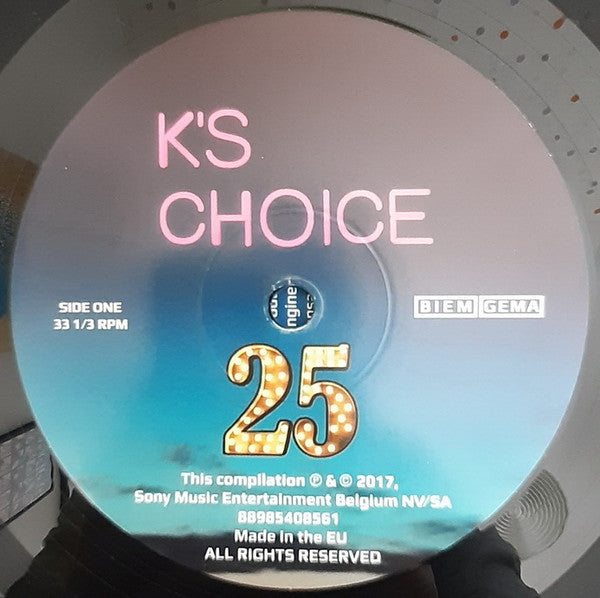 K'S
CHOICE
SIDE ONE
33 1/3 RPM
BIEM GEMA
nginer
25
This compilation ℗ & © 2017,
Sony Music Entertainment Belgium NV/SA
88985408561
Made in the EU
ALL RIGHTS RESERVED